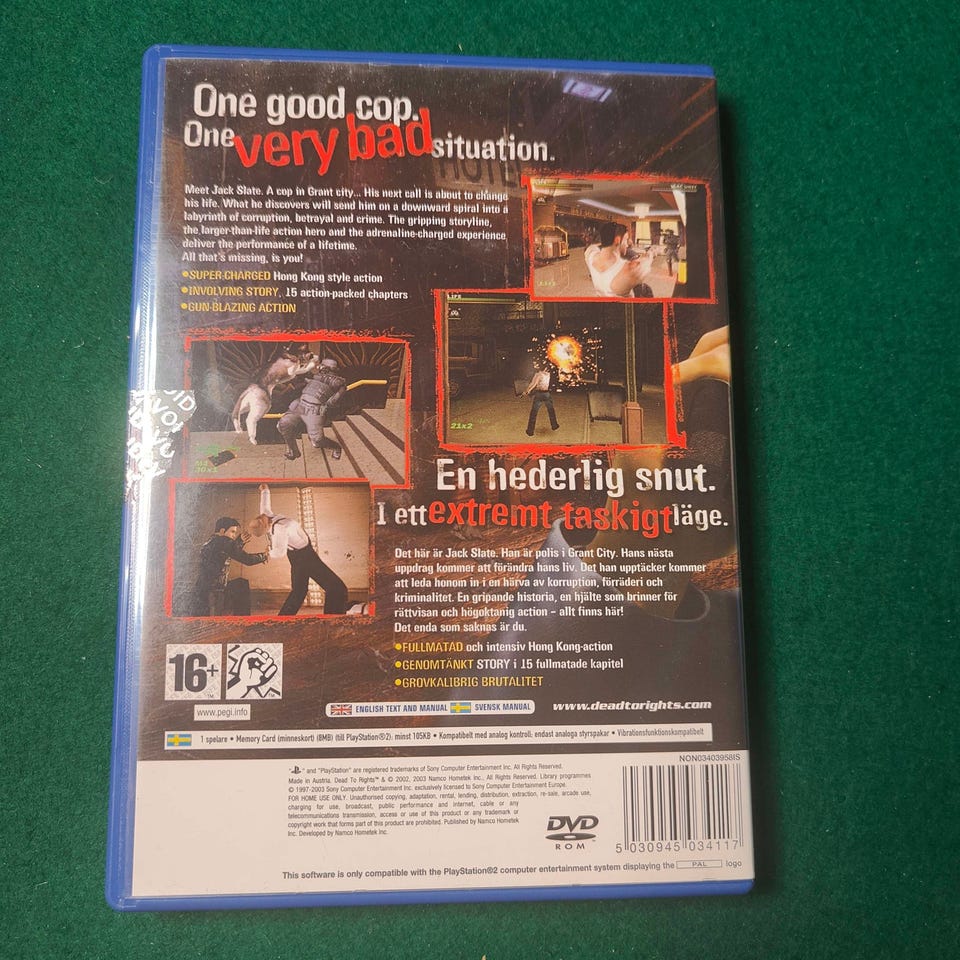 One good cop.
One very bad situation.
HOTEL
Meet Jack Slate. A cop in Grant city... His next call is about to change
his life. What he discovers will send him on a downward spiral into a
labyrinth of corruption, betrayal and crime. The gripping storyline,
the larger-than-life action hero and the adrenaline-charged experience
deliver the performance of a lifetime.
All that's missing, is you!
•SUPER-CHARGED Hong Kong style action
•INVOLVING STORY, 15 action-packed chapters
•GUN-BLAZING ACTION
LIFE
21x2
VOID
En hederlig snut.
I ett extremt taskigt läge.
Det här är Jack Slate. Han är polis i Grant City. Hans nästa
uppdrag kommer att förändra hans liv. Det han upptäcker kommer
att leda honom in i en härva av korruption, förräderi och
kriminalitet. En gripande historia, en hjälte som brinner för
rättvisan och högoktanig action – allt finns här!
Det enda som saknas är du.
•FULLMATAD och intensiv Hong Kong-action
•GENOMTÄNKT STORY i 15 fullmatade kapitel
•GROVKALIBRIG BRUTALITET
16+
www.pegi.info
ENGLISH TEXT AND MANUAL SVENSK MANUAL
www.deadtorights.com
1 spelare • Memory Card (minneskort) (8MB) (till PlayStation®2): minst 105KB • Kompatibelt med analog kontroll: endast analoga styrspakar • Vibrationsfunktionskompatibelt
NON03403958IS
" " and "PlayStation" are registered trademarks of Sony Computer Entertainment Inc. All Rights Reserved.
Made in Austria. Dead To Rights™ & © 2002, 2003 Namco Hometek Inc., All Rights Reserved. Library programmes
© 1997-2003 Sony Computer Entertainment Inc. exclusively licensed to Sony Computer Entertainment Europe.
FOR HOME USE ONLY. Unauthorised copying, adaptation, rental, lending, distribution, extraction, re-sale, arcade use,
charging for use, broadcast, public performance and internet, cable or any
telecommunications transmission, access or use of this product or any trademark or
copyright work that forms part of this product are prohibited. Published by Namco Hometek
Inc. Developed by Namco Hometek Inc.
DVD
ROM
5 030945 034117
This software is only compatible with the PlayStation®2 computer entertainment system displaying the PAL logo